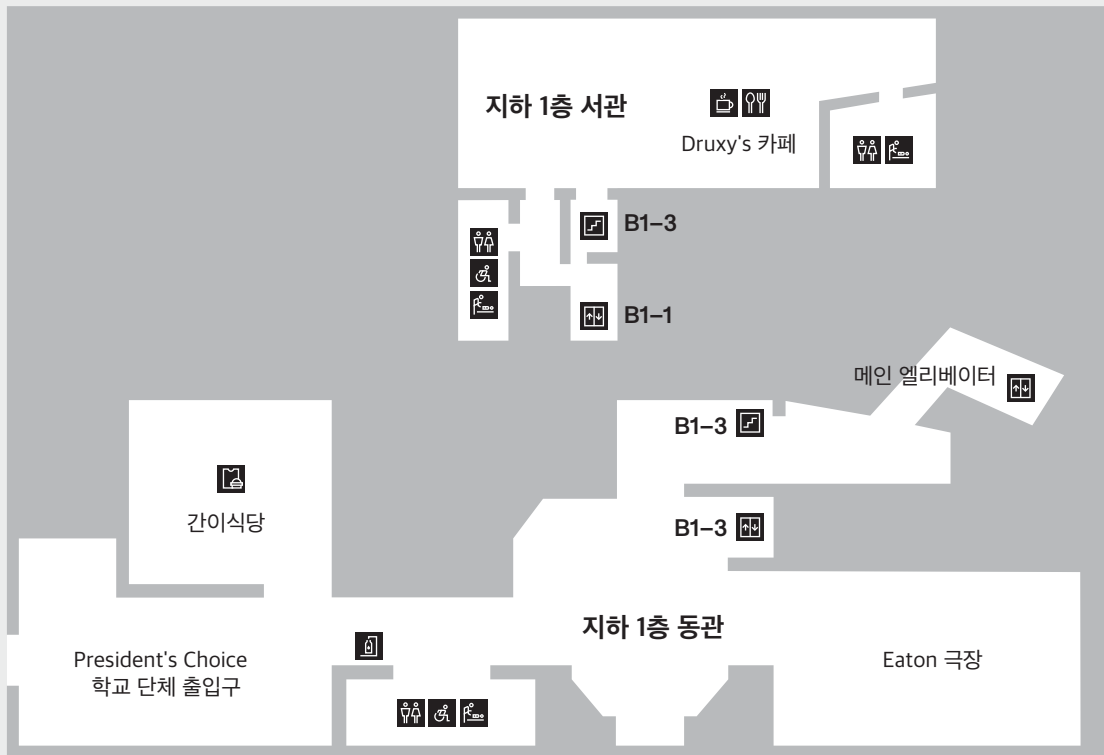 지하 1층 서관
Druxy's 카페
B1–3
B1–1
메인 엘리베이터
B1–3
간이식당
B1–3
지하 1층 동관
President's Choice
학교 단체 출입구
Eaton 극장